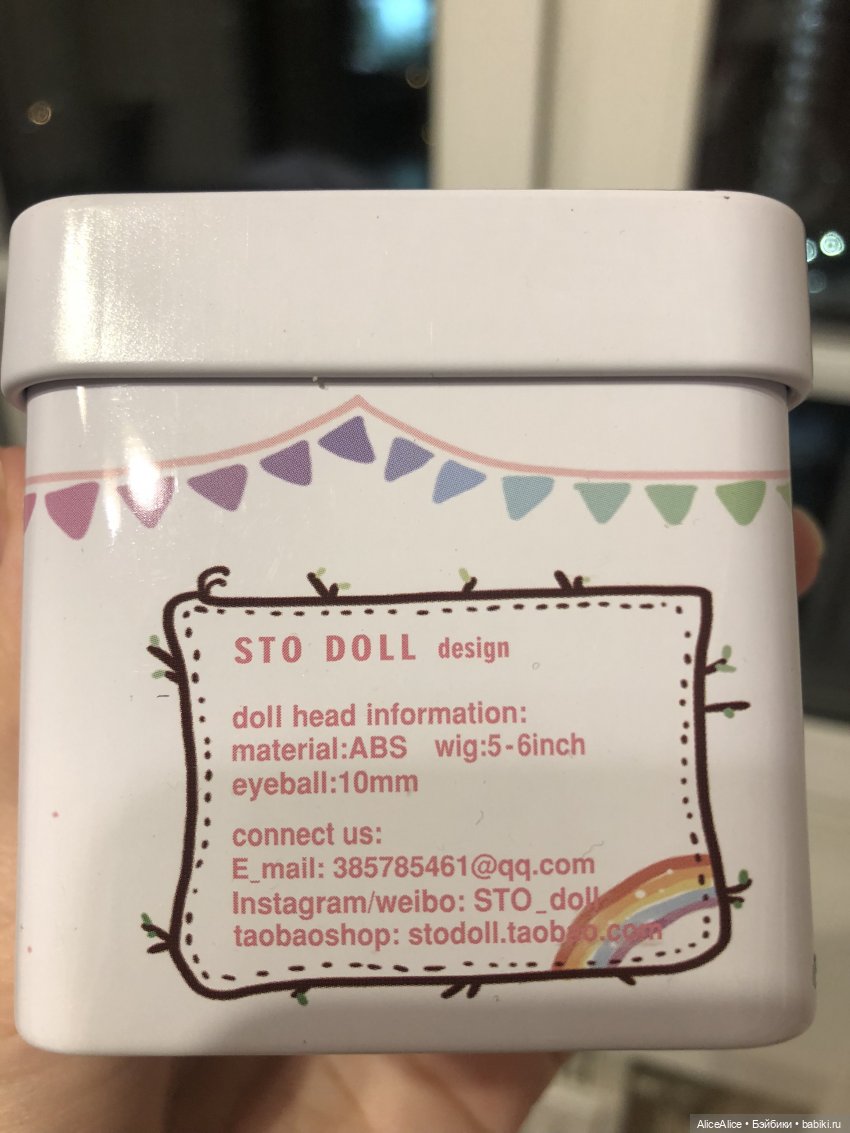 STO DOLL design
doll head information:
material:ABS wig:5-6inch
eyeball:10mm
connect us:
E_mail: 385785461@qq.com
Instagram/weibo: STO_doll
taobaoshop: stodoll.taobao.com
AliceAlice • Бэйбики • babiki.ru